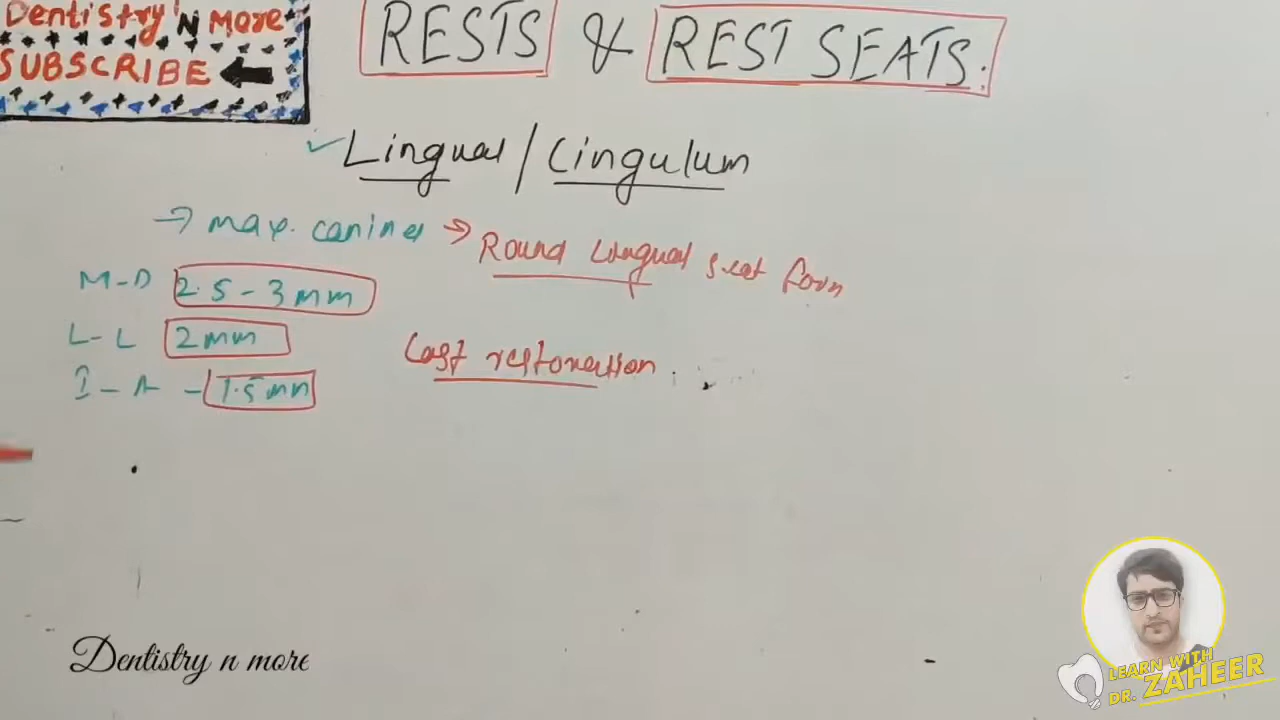 Dentistry 'N More
SUBSCRIBE
RESTS & REST SEATS.
Lingual / Cingulum
→ max. canines → Round Lingual seat form
M-D 2.5-3mm
L-L 2mm
I-A - 1.5mm
Cast restoration.
Dentistry n more
LEARN WITH
DR. ZAHEER